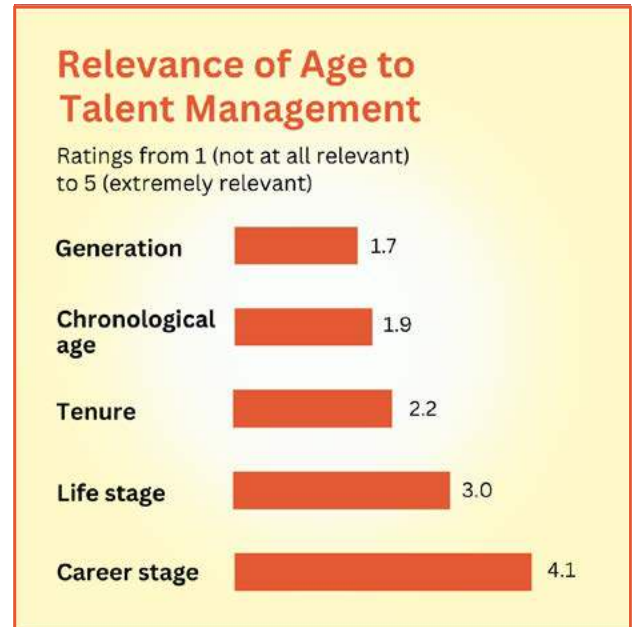 Relevance of Age to
Talent Management
Ratings from 1 (not at all relevant)
to 5 (extremely relevant)
Generation 1.7
Chronological
age 1.9
Tenure 2.2
Life stage 3.0
Career stage 4.1